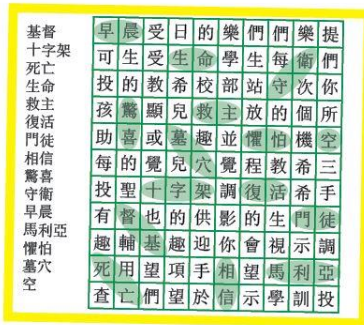 基督
十字架
死亡
生命
救主
復活
門徒
相信
驚喜
守衛
早晨
馬利亞
懼怕
墓穴
空
早晨受日的樂們們樂提
可生受生命學生每衛們
投的教希校部站守次你
孩驚顯兒救主放的個所
助喜或墓趣並懼怕機空
每的覺兒穴覺程教希三
投聖十字架調復活希手
有督也的供影的生門徒
趣輔基趣迎你會視示調
死用望項手相望馬利亞
查亡們望於信示學訓投